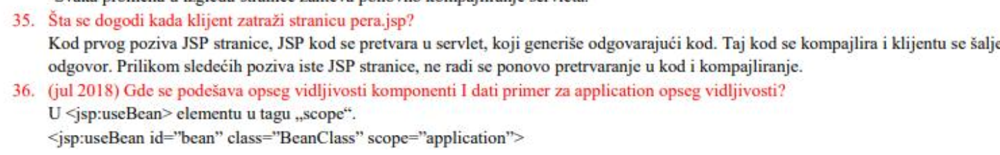 35. Šta se dogodi kada klijent zatraži stranicu pera.jsp?
Kod prvog poziva JSP stranice, JSP kod se pretvara u servlet, koji generiše odgovarajući kod. Taj kod se kompajlira i klijentu se šalje
odgovor. Prilikom sledećih poziva iste JSP stranice, ne radi se ponovo pretrvaranje u kod i kompajliranje.
36. (jul 2018) Gde se podešava opseg vidljivosti komponenti I dati primer za application opseg vidljivosti?
U <jsp:useBean> elementu u tagu „scope“.
<jsp:useBean id=”bean” class=”BeanClass” scope=”application”>